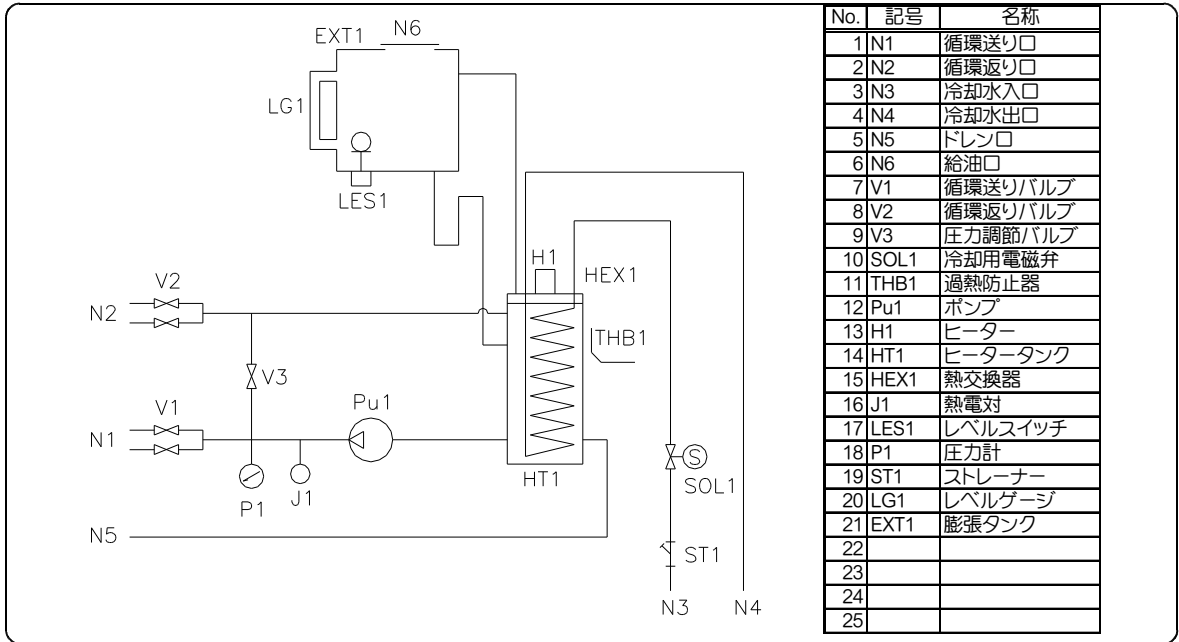 EXT1
N6
LG1
LES1
H1
HEX1
V2
N2
THB1
V3
V1
Pu1
N1
P1
J1
HT1
SOL1
S
N5
ST1
N3
N4
No. 記号 名称
1 N1 循環送り口
2 N2 循環返り口
3 N3 冷却水入口
4 N4 冷却水出口
5 N5 ドレン口
6 N6 給油口
7 V1 循環送りバルブ
8 V2 循環返りバルブ
9 V3 圧力調節バルブ
10 SOL1 冷却用電磁弁
11 THB1 過熱防止器
12 Pu1 ポンプ
13 H1 ヒーター
14 HT1 ヒータータンク
15 HEX1 熱交換器
16 J1 熱電対
17 LES1 レベルスイッチ
18 P1 圧力計
19 ST1 ストレーナー
20 LG1 レベルゲージ
21 EXT1 膨張タンク
22
23
24
25